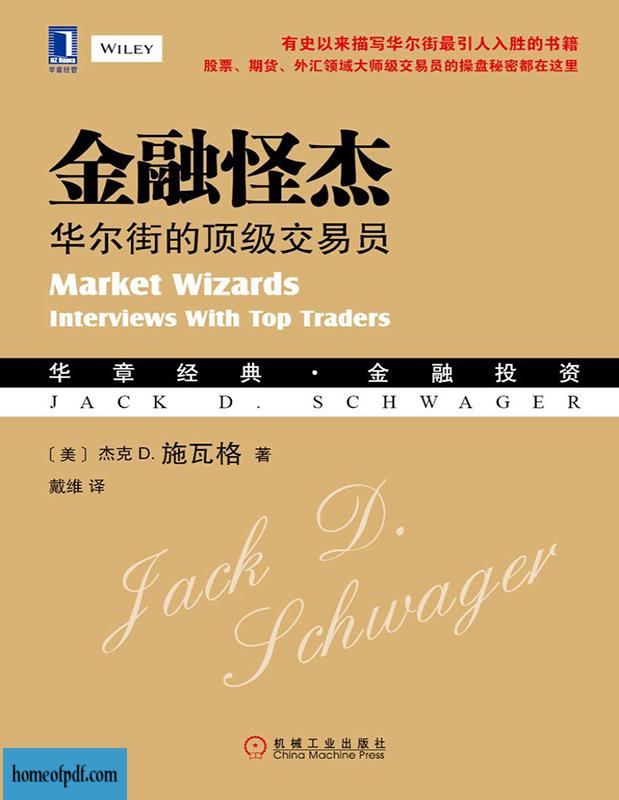 HZ Books
华章经管
WILEY
有史以来描写华尔街最引人入胜的书籍
股票、期货、外汇领域大师级交易员的操盘秘密都在这里
金融怪杰
华尔街的顶级交易员
Market Wizards
Interviews With Top Traders
华章经典·金融投资
JACK D. SCHWAGER
〔美〕杰克 D. 施瓦格 著
戴维 译
Jack D.
Schwager
机械工业出版社
China Machine Press
homeofpdf.com